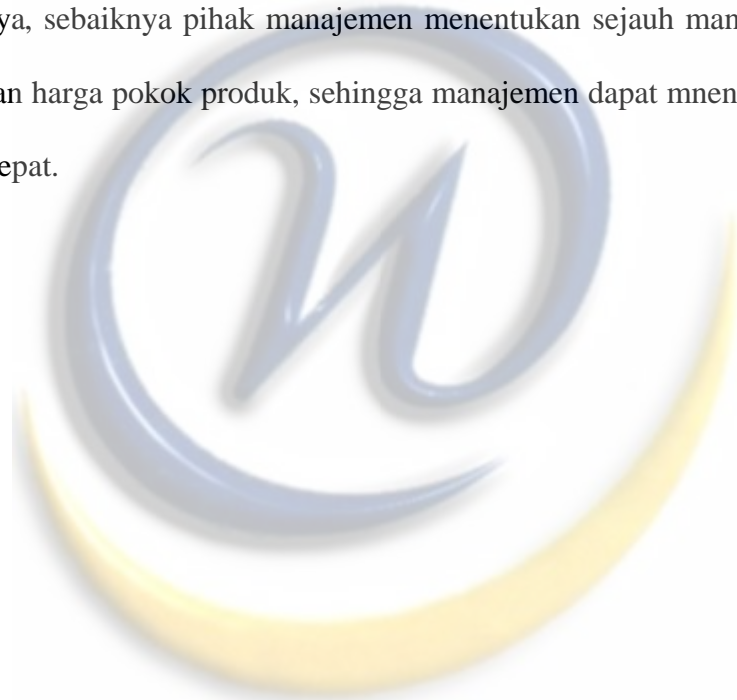 ya, sebaiknya pihak manajemen menentukan sejauh man
an harga pokok produk, sehingga manajemen dapat mnen
epat.